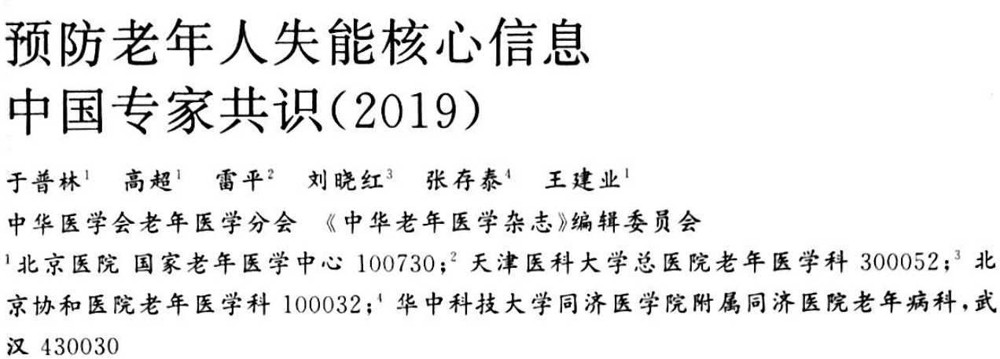 预防老年人失能核心信息
中国专家共识(2019)
于普林¹ 高超¹ 雷平² 刘晓红³ 张存泰⁴ 王建业¹
中华医学会老年医学分会 《中华老年医学杂志》编辑委员会
¹北京医院 国家老年医学中心 100730;² 天津医科大学总医院老年医学科 300052;³ 北
京协和医院老年医学科 100032;⁴ 华中科技大学同济医学院附属同济医院老年病科,武
汉 430030